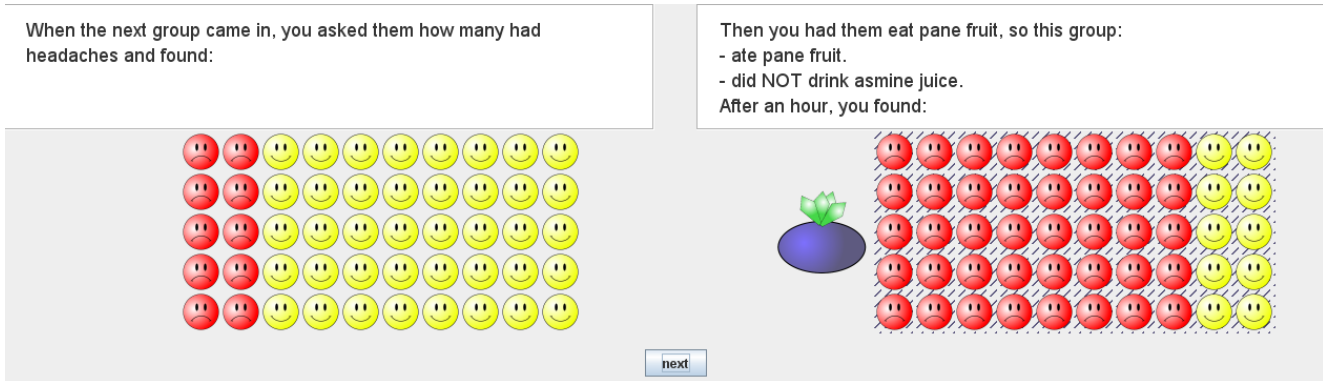 When the next group came in, you asked them how many had
headaches and found:
Then you had them eat pane fruit, so this group:
- ate pane fruit.
- did NOT drink asmine juice.
After an hour, you found:
next